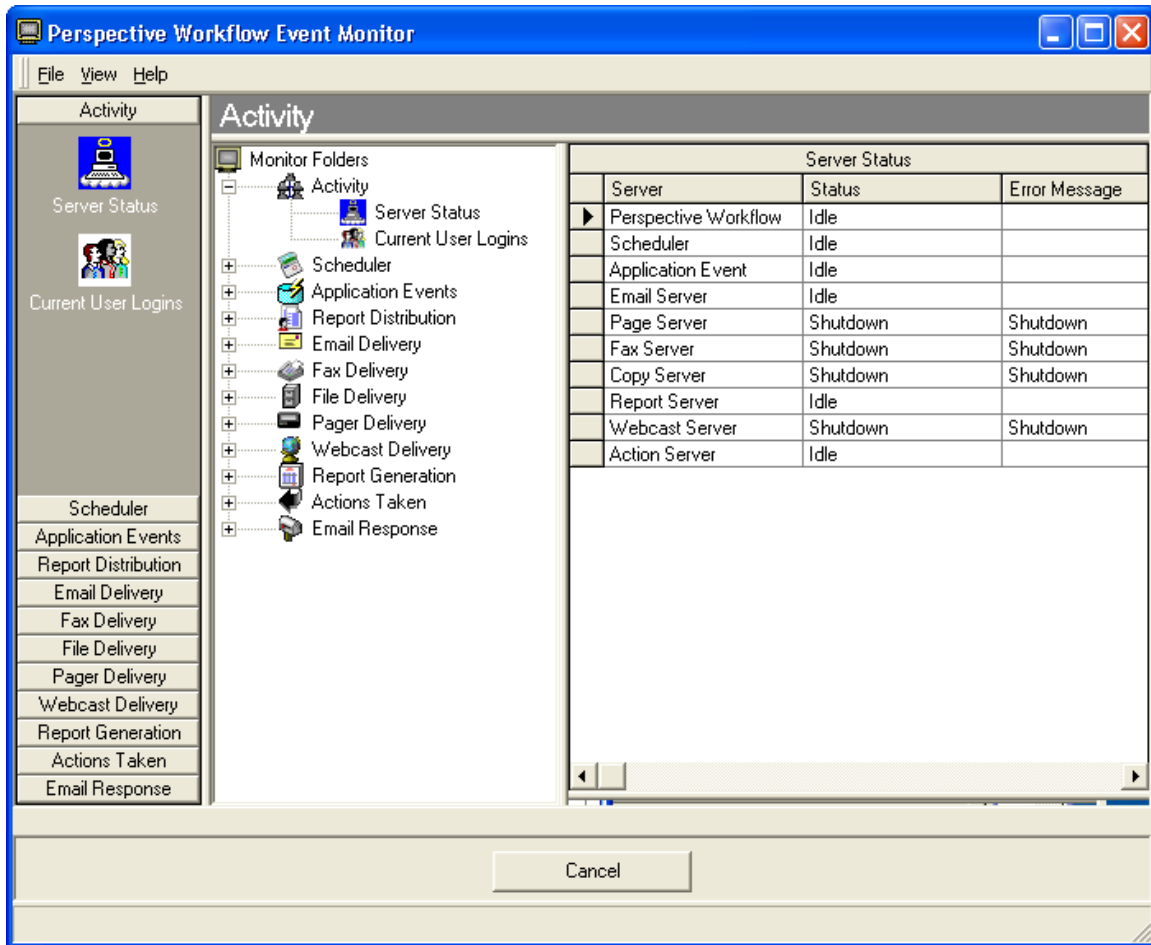 Perspective Workflow Event Monitor
File View Help
Activity
Server Status
Current User Logins
Scheduler
Application Events
Report Distribution
Email Delivery
Fax Delivery
File Delivery
Pager Delivery
Webcast Delivery
Report Generation
Actions Taken
Email Response
Activity
Monitor Folders
Activity
Server Status
Current User Logins
Scheduler
Application Events
Report Distribution
Email Delivery
Fax Delivery
File Delivery
Pager Delivery
Webcast Delivery
Report Generation
Actions Taken
Email Response
Server Status
Server Status Error Message
Perspective Workflow Idle
Scheduler Idle
Application Event Idle
Email Server Idle
Page Server Shutdown Shutdown
Fax Server Shutdown Shutdown
Copy Server Shutdown Shutdown
Report Server Idle
Webcast Server Shutdown Shutdown
Action Server Idle
Cancel